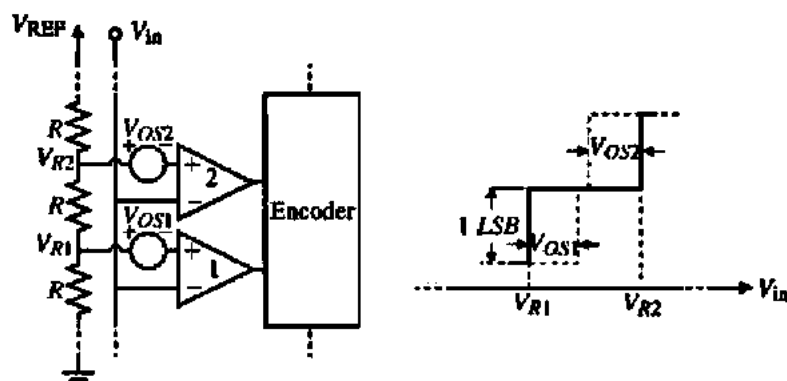 VREF
Vin
R
VOS2
+ −
VR2
+
2
−
R
VOS1
+ −
Encoder
VR1
+
1
−
R
VOS2
1 LSB
VOS1
VR1
VR2
Vin